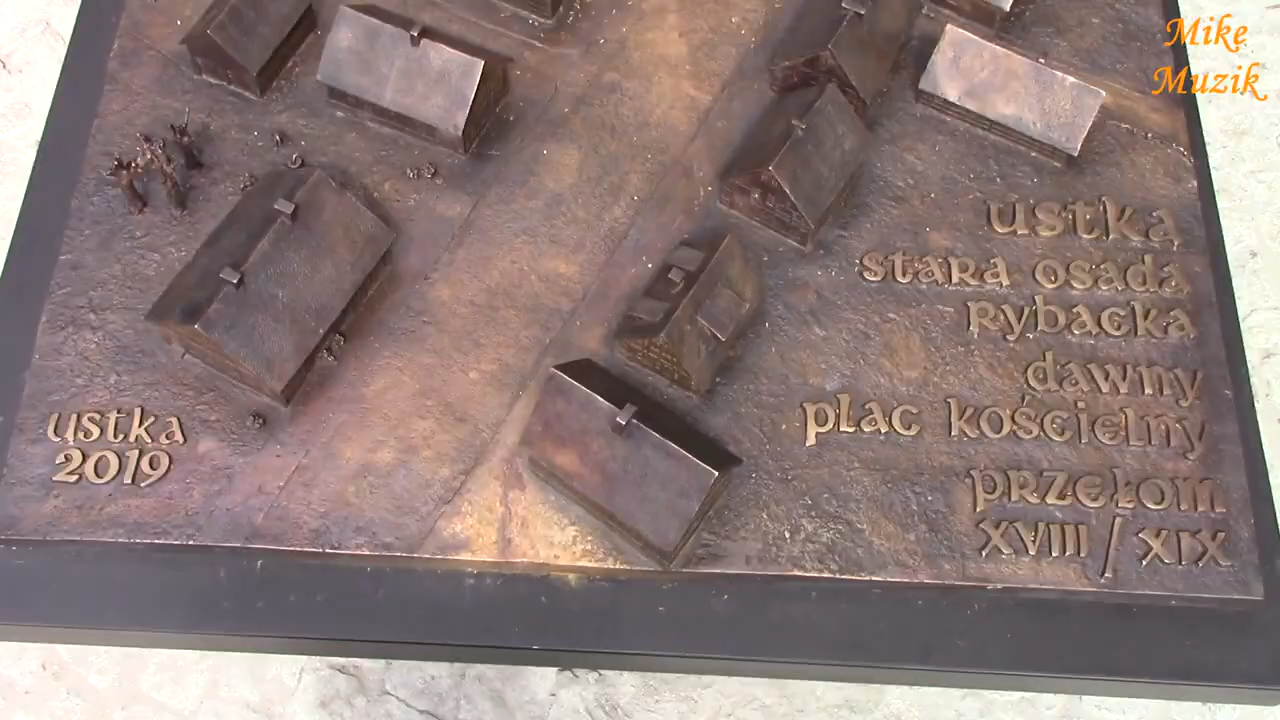 Mike
Muzik
ustka
stara osada
rybacka
dawny
plac kościelny
przełom
XVIII / XIX
ustka
2019